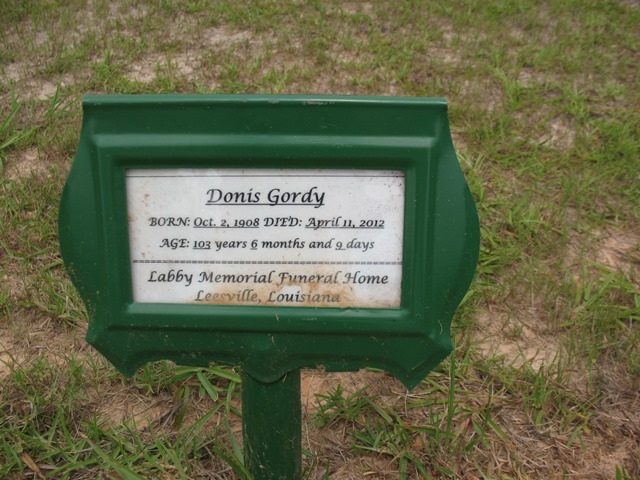 Donis Gordy
BORN: Oct. 2, 1908 DIED: April 11, 2012
AGE: 103 years 6 months and 9 days
Labby Memorial Funeral Home
Leesville, Louisiana